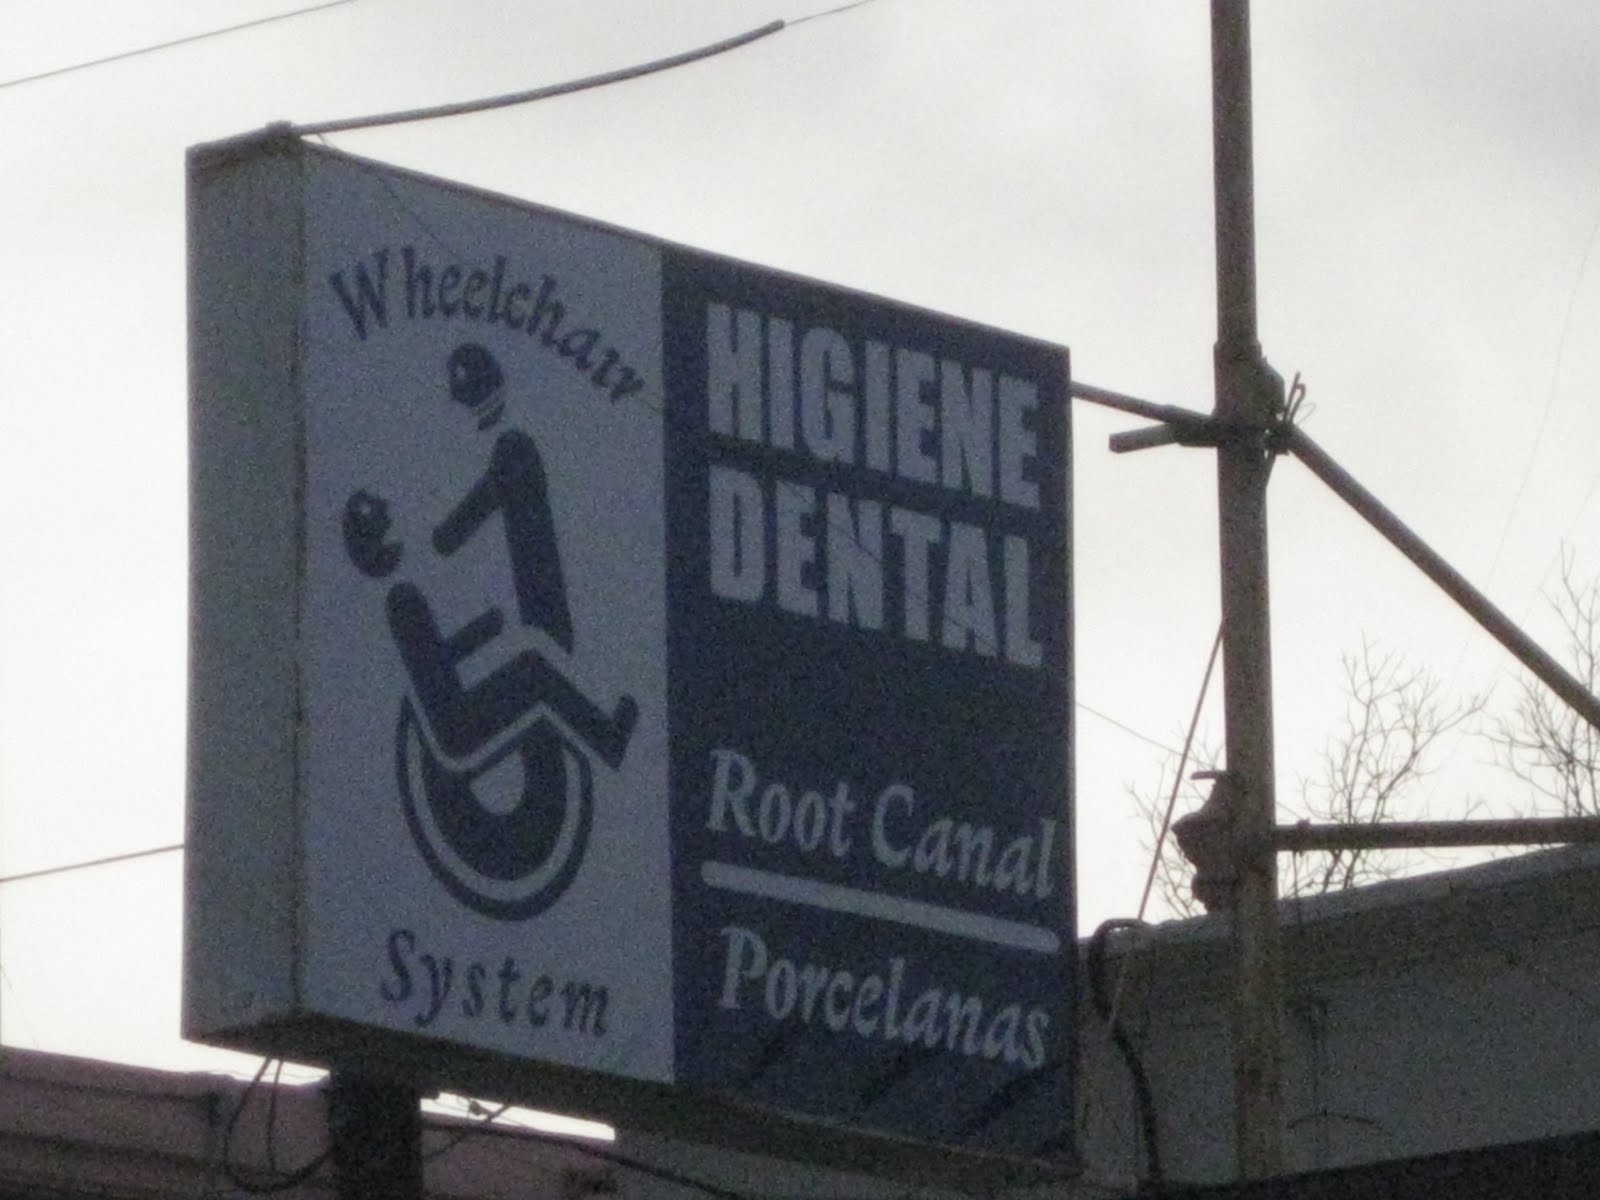 Wheelchair
System
HIGIENE
DENTAL
Root Canal
Porcelanas